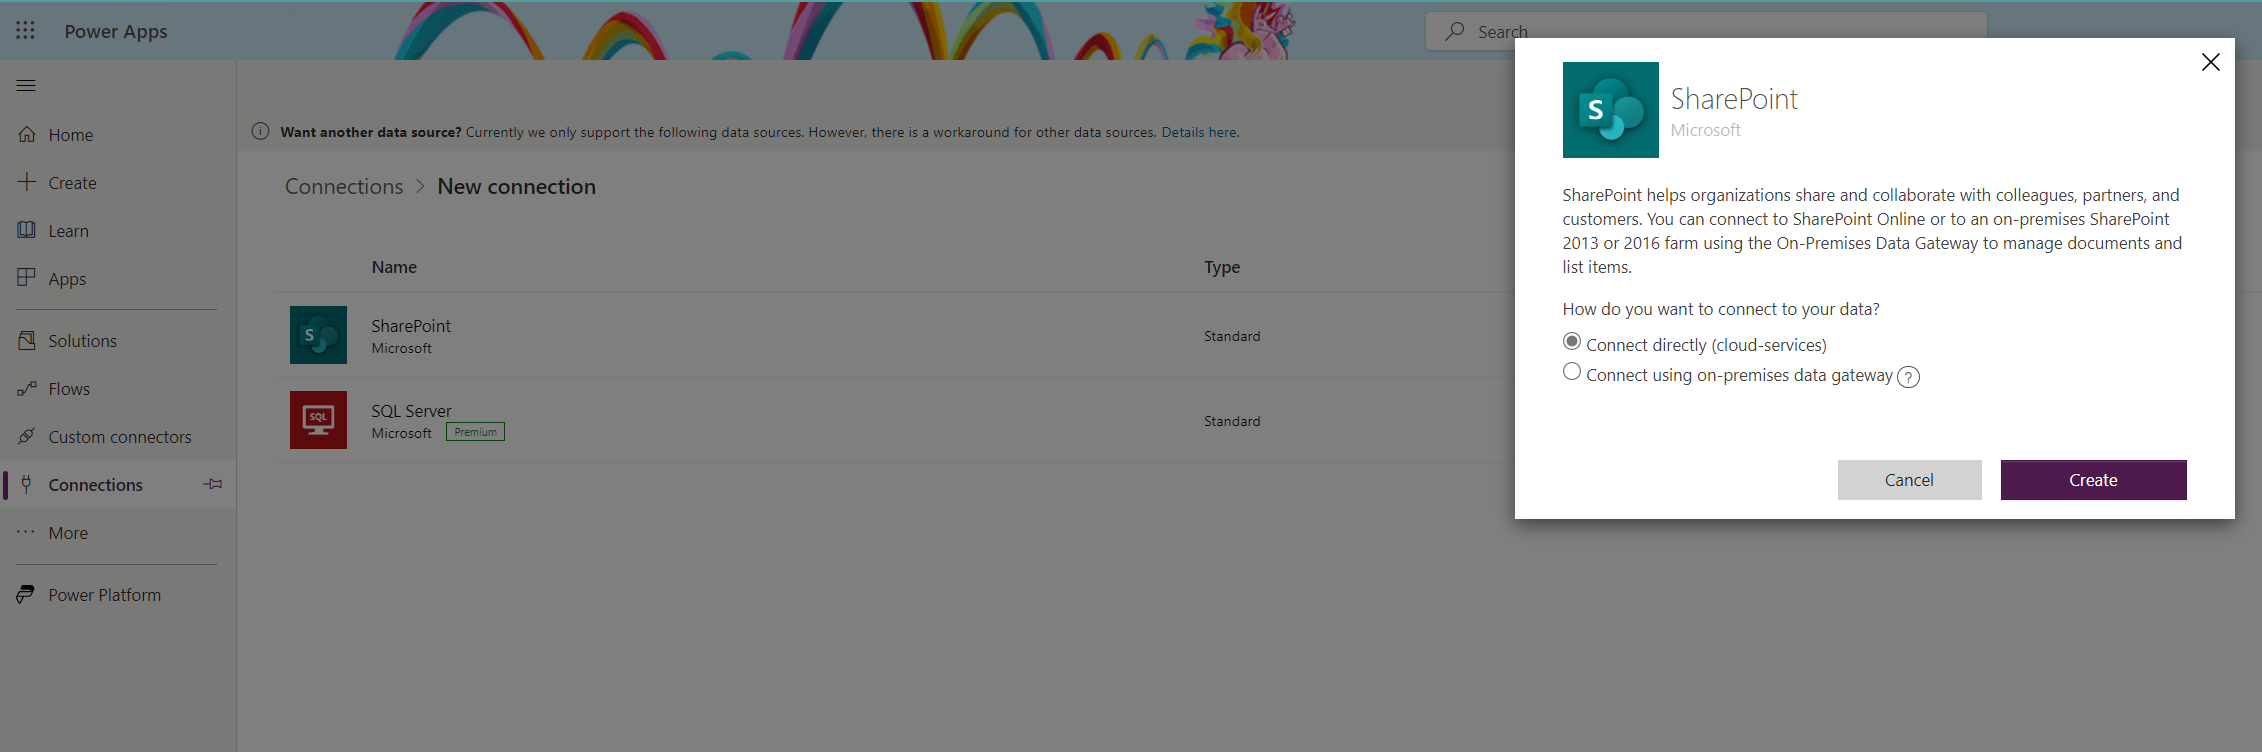 Power Apps
Search
Home
Create
Learn
Apps
Solutions
Flows
Custom connectors
Connections
More
Power Platform
Want another data source? Currently we only support the following data sources. However, there is a workaround for other data sources. Details here.
Connections > New connection
Name Type
S
SharePoint
Microsoft
Standard
SQL
SQL Server
Microsoft Premium
Standard
S
SharePoint
Microsoft
SharePoint helps organizations share and collaborate with colleagues, partners, and
customers. You can connect to SharePoint Online or to an on-premises SharePoint
2013 or 2016 farm using the On-Premises Data Gateway to manage documents and
list items.
How do you want to connect to your data?
Connect directly (cloud-services)
Connect using on-premises data gateway ?
Cancel Create